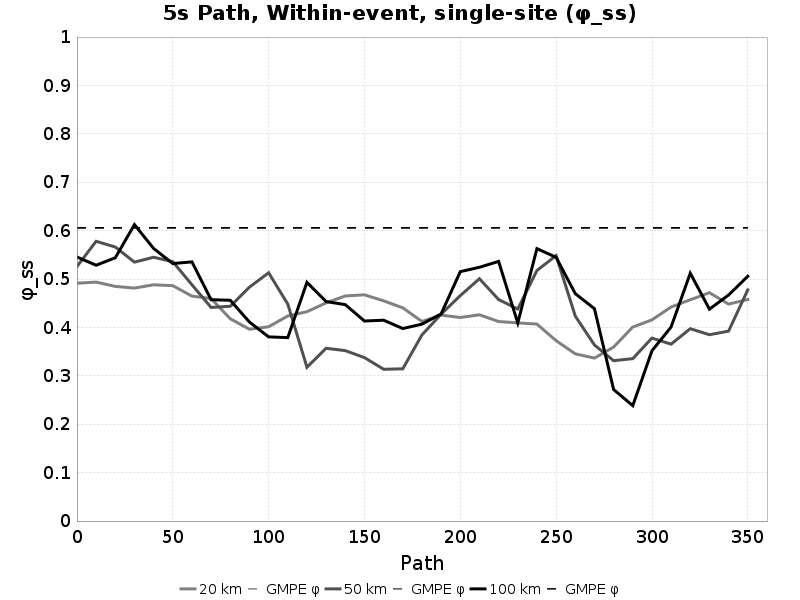 5s Path, Within-event, single-site (φ_ss)
1
0.9
0.8
0.7
0.6
0.5
0.4
0.3
0.2
0.1
0
φ_ss
0 50 100 150 200 250 300 350
Path
20 km GMPE φ 50 km GMPE φ 100 km GMPE φ